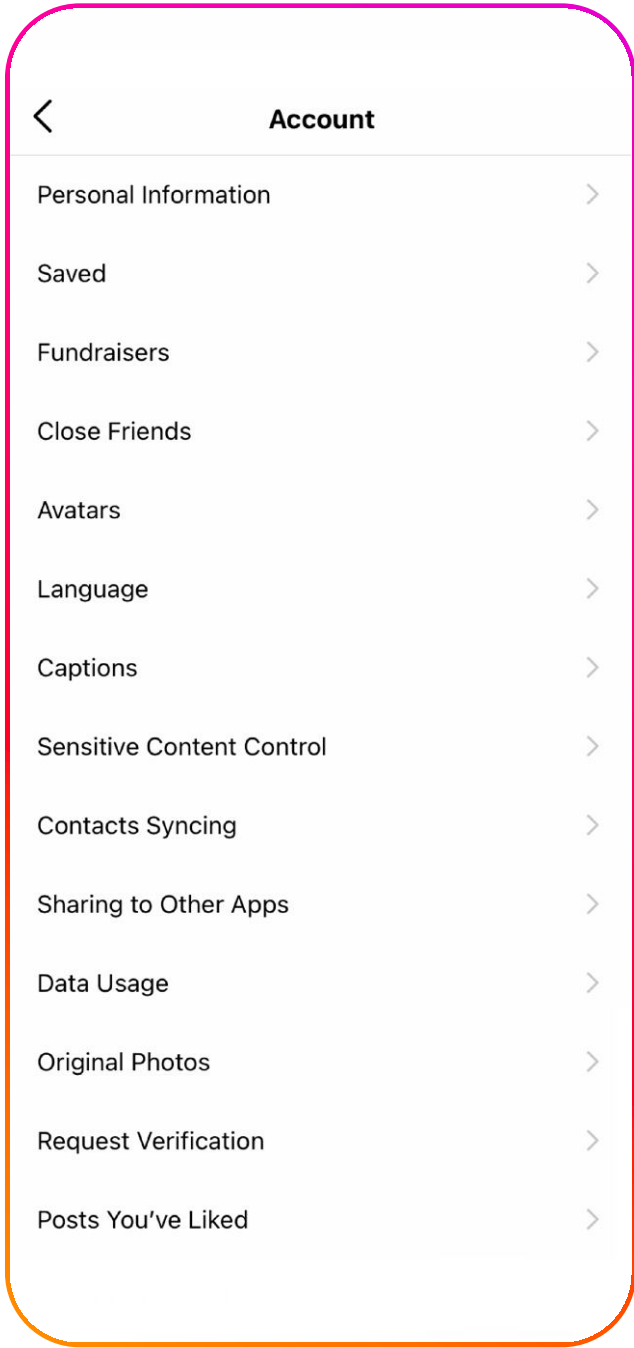 Account
Personal Information
Saved
Fundraisers
Close Friends
Avatars
Language
Captions
Sensitive Content Control
Contacts Syncing
Sharing to Other Apps
Data Usage
Original Photos
Request Verification
Posts You’ve Liked